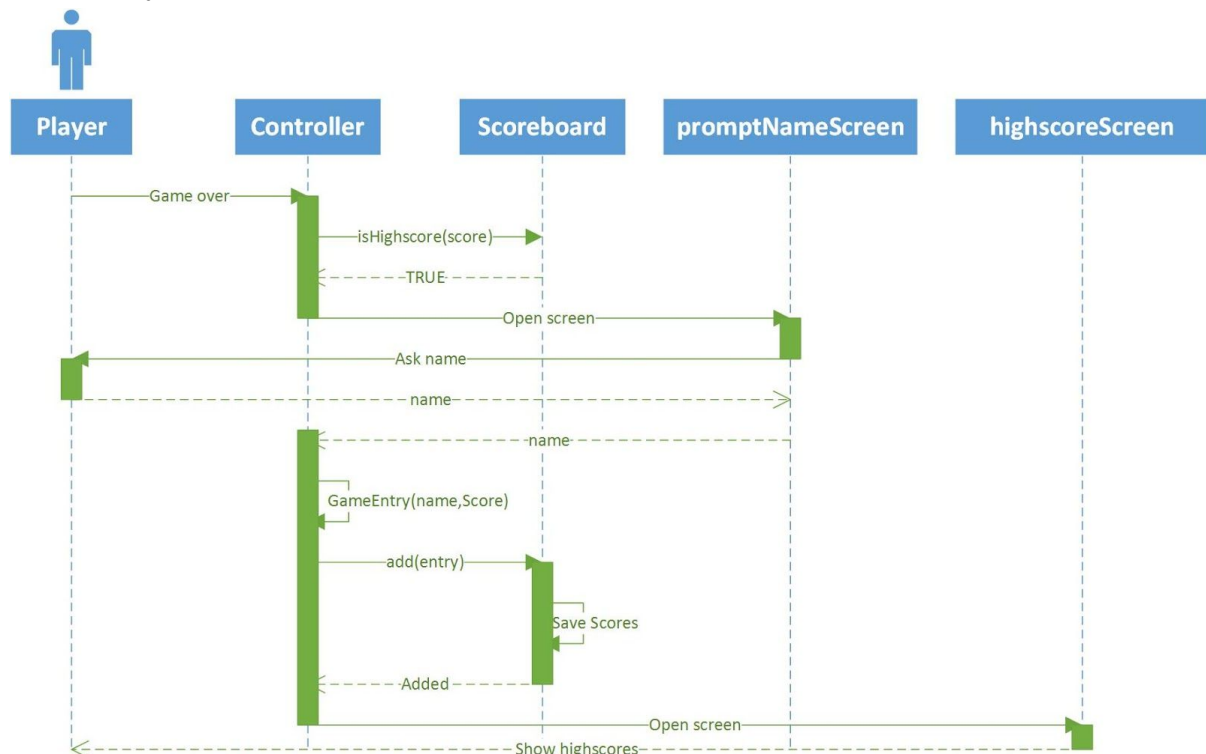 Player
Controller
Scoreboard
promptNameScreen
highscoreScreen
Game over
isHighscore(score)
TRUE
Open screen
Ask name
name
name
GameEntry(name,Score)
add(entry)
Save Scores
Added
Open screen
Show highscores